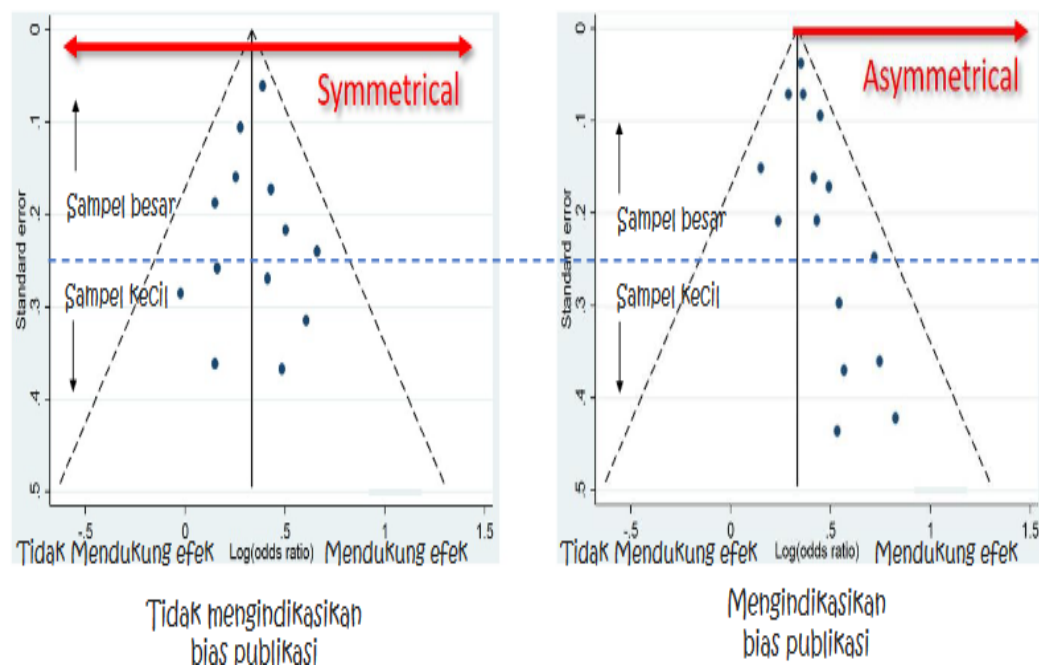 Symmetrical
0
.1
.2
.3
.4
.5
Standard error
Sampel besar
Sampel Kecil
-.5
0
.5
1
1.5
Tidak Mendukung efek
Log(odds ratio)
Mendukung efek
Tidak mengindikasikan
bias publikasi
Asymmetrical
0
.1
.2
.3
.4
.5
Standard error
Sampel besar
Sampel Kecil
-.5
0
.5
1
1.5
Tidak Mendukung efek
Log(odds ratio)
Mendukung efek
Mengindikasikan
bias publikasi